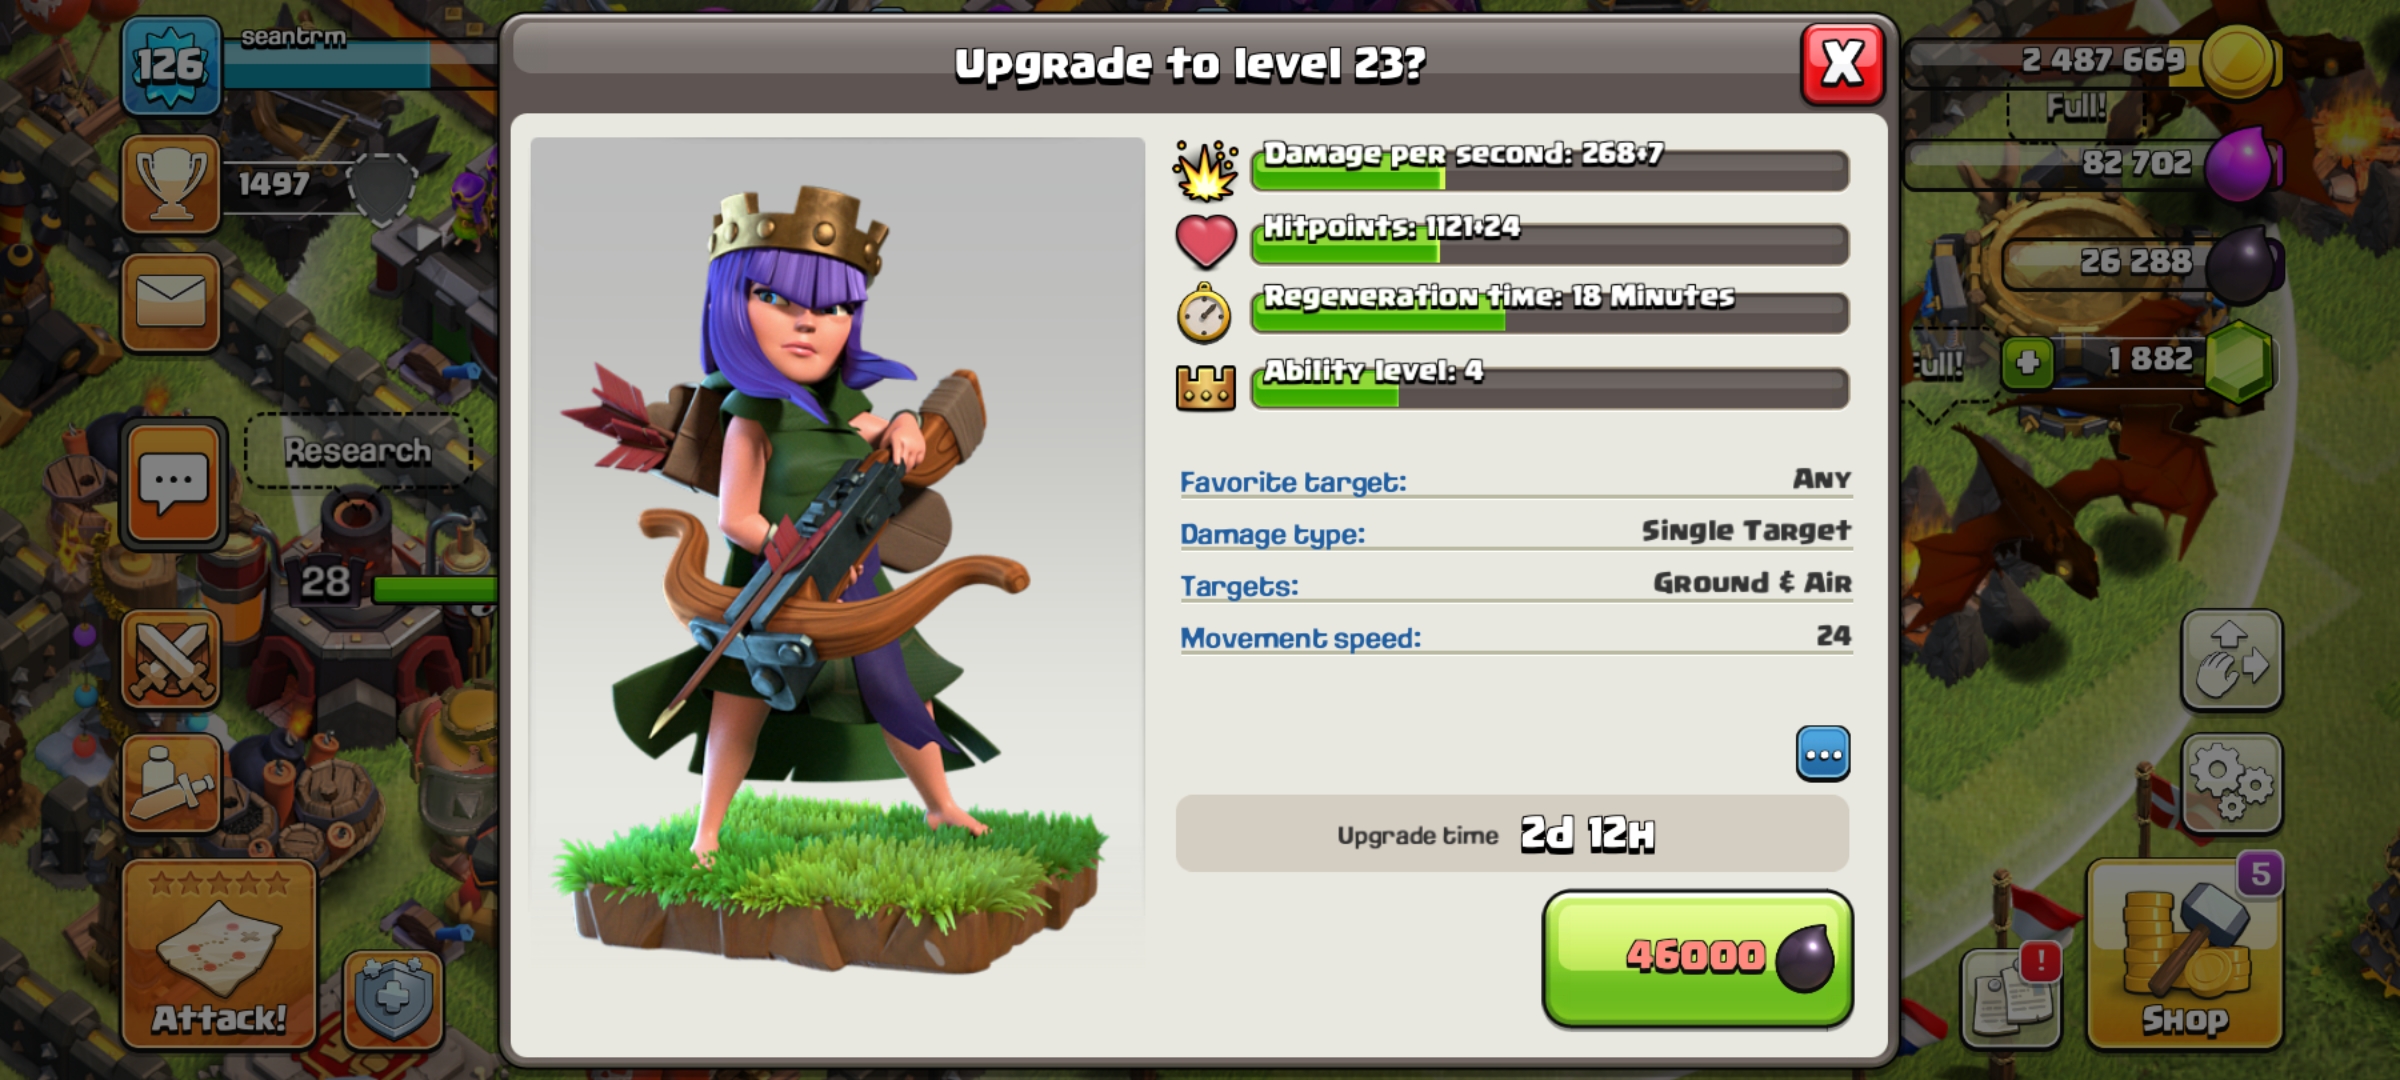 126
seantrm
1497
Research
28
Attack!
Upgrade to level 23?
X
Damage per second: 268+7
Hitpoints: 1121+24
Regeneration time: 18 Minutes
Ability level: 4
Favorite target: Any
Damage type: Single Target
Targets: Ground & Air
Movement speed: 24
Upgrade time 2d 12H
46000
2 487 669
Full!
82 702
26 288
1 882
5
!
Shop